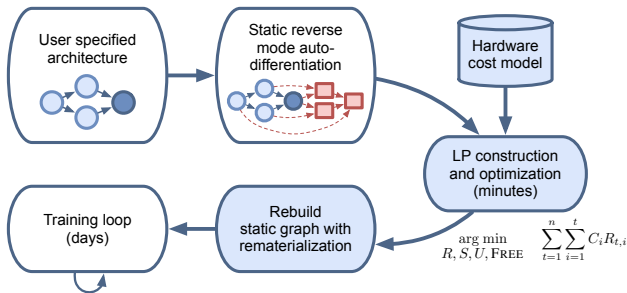 User specified
architecture
Static reverse
mode auto-
differentiation
Hardware
cost model
LP construction
and optimization
(minutes)
Training loop
(days)
Rebuild
static graph with
rematerialization
arg min
R, S, U, FREE
n t
∑ ∑ C_i R_{t,i}
t=1 i=1